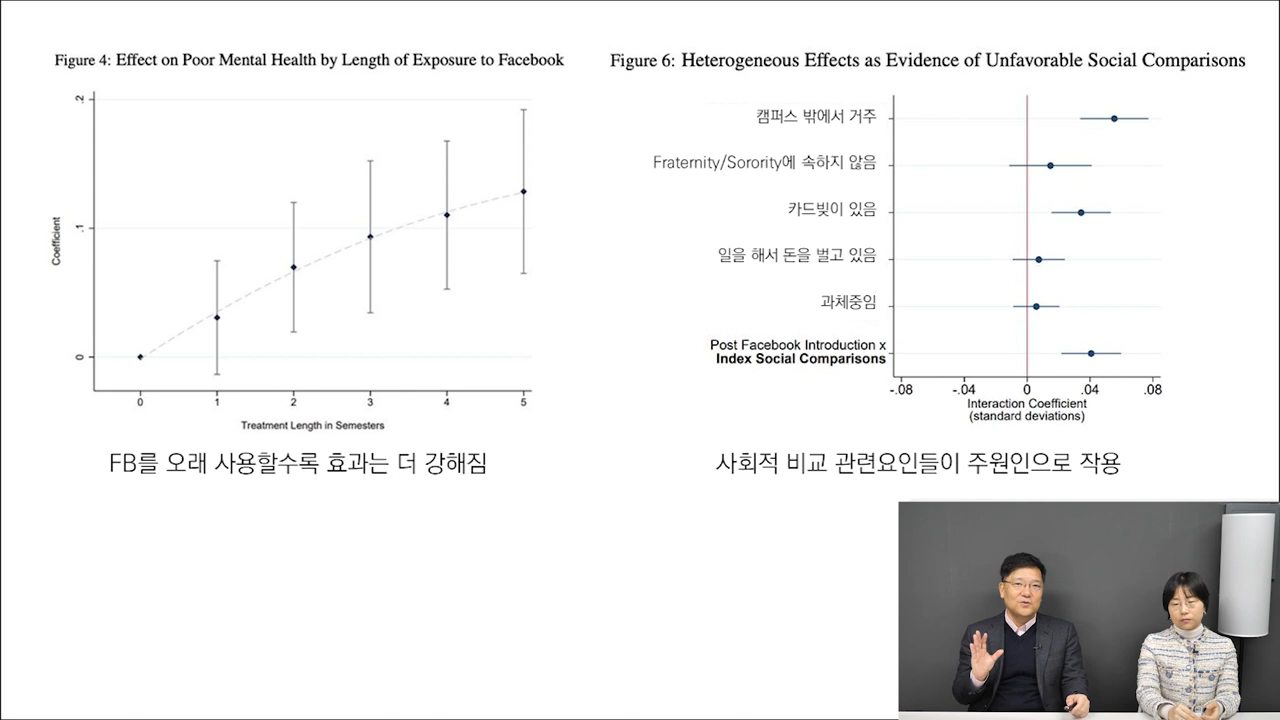 Figure 4: Effect on Poor Mental Health by Length of Exposure to Facebook
.2
.1
0
Coefficient
0 1 2 3 4 5
Treatment Length in Semesters
FB를 오래 사용할수록 효과는 더 강해짐
Figure 6: Heterogeneous Effects as Evidence of Unfavorable Social Comparisons
캠퍼스 밖에서 거주
Fraternity/Sorority에 속하지 않음
카드빚이 있음
일을 해서 돈을 벌고 있음
과체중임
Post Facebook Introduction x
Index Social Comparisons
-.08 -.04 0 .04 .08
Interaction Coefficient
(standard deviations)
사회적 비교 관련요인들이 주원인으로 작용